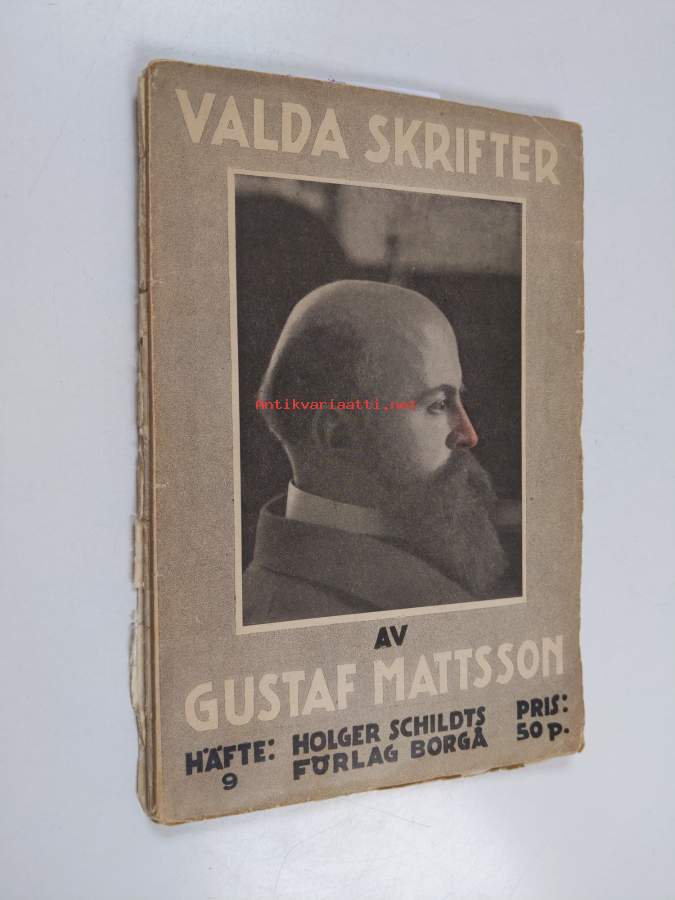 VALDA SKRIFTER
Antikvariaatti.net
AV
GUSTAF MATTSSON
HÄFTE: HOLGER SCHILDTS PRIS:
9 FÖRLAG BORGÅ 50 p.